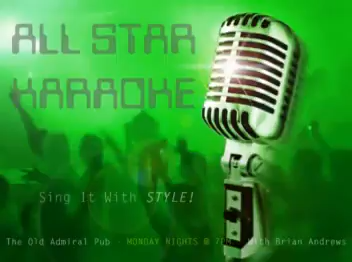 ALL STAR
KARAOKE
Sing It With STYLE!
The Old Admiral Pub - MONDAY NIGHTS @ 7PM - With Brian Andrews